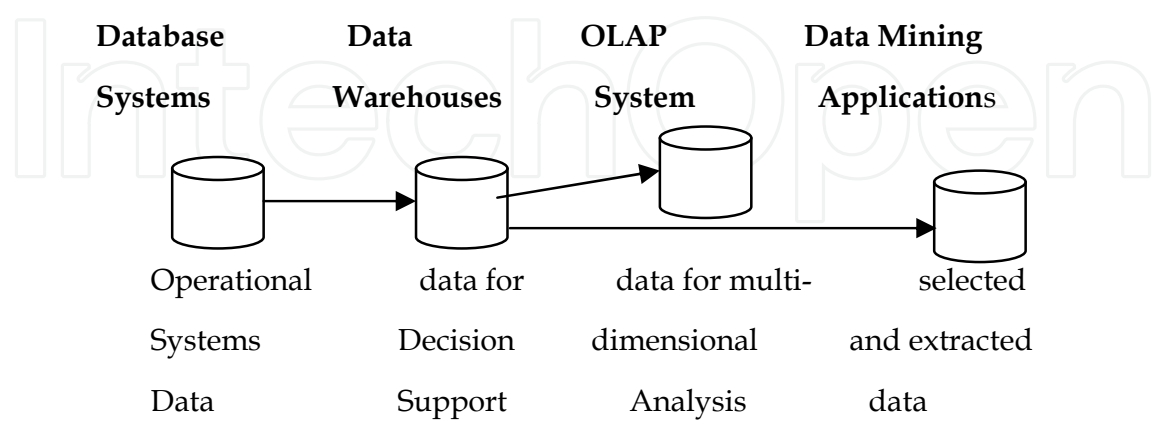 Database Data OLAP Data Mining
Systems Warehouses System Applications
IntechOpen
Operational data for data for multi- selected
Systems Decision dimensional and extracted
Data Support Analysis data